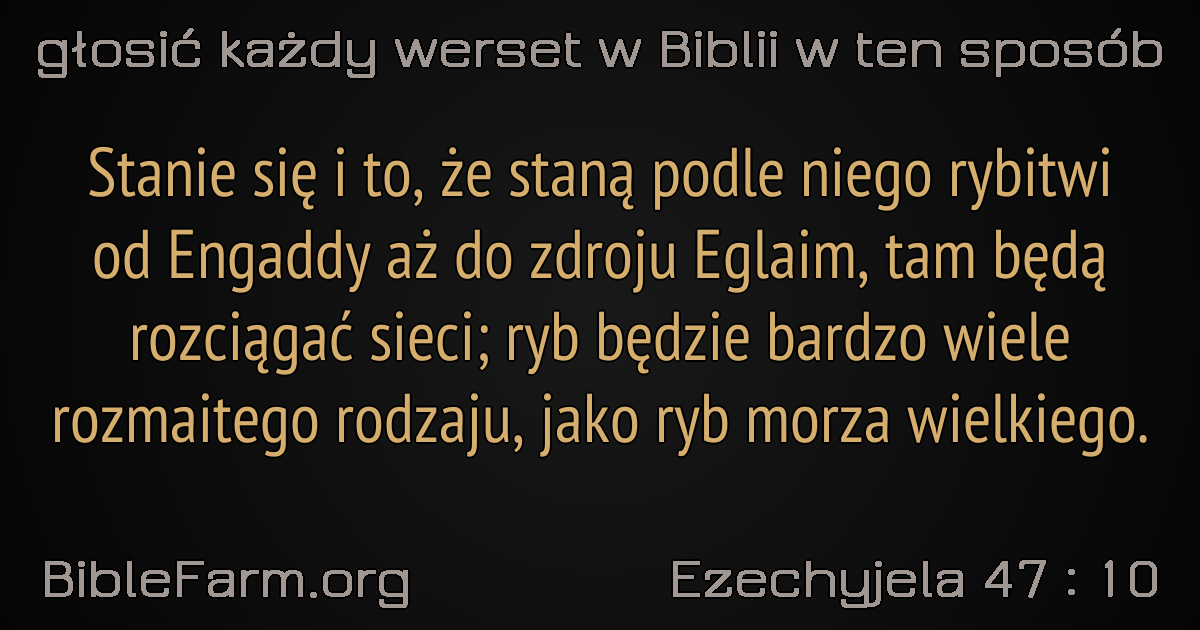 głosić każdy werset w Biblii w ten sposób
Stanie się i to, że staną podle niego rybitwi
od Engaddy aż do zdroju Eglaim, tam będą
rozciągać sieci; ryb będzie bardzo wiele
rozmaitego rodzaju, jako ryb morza wielkiego.
BibleFarm.org
Ezechyjela 47 : 10